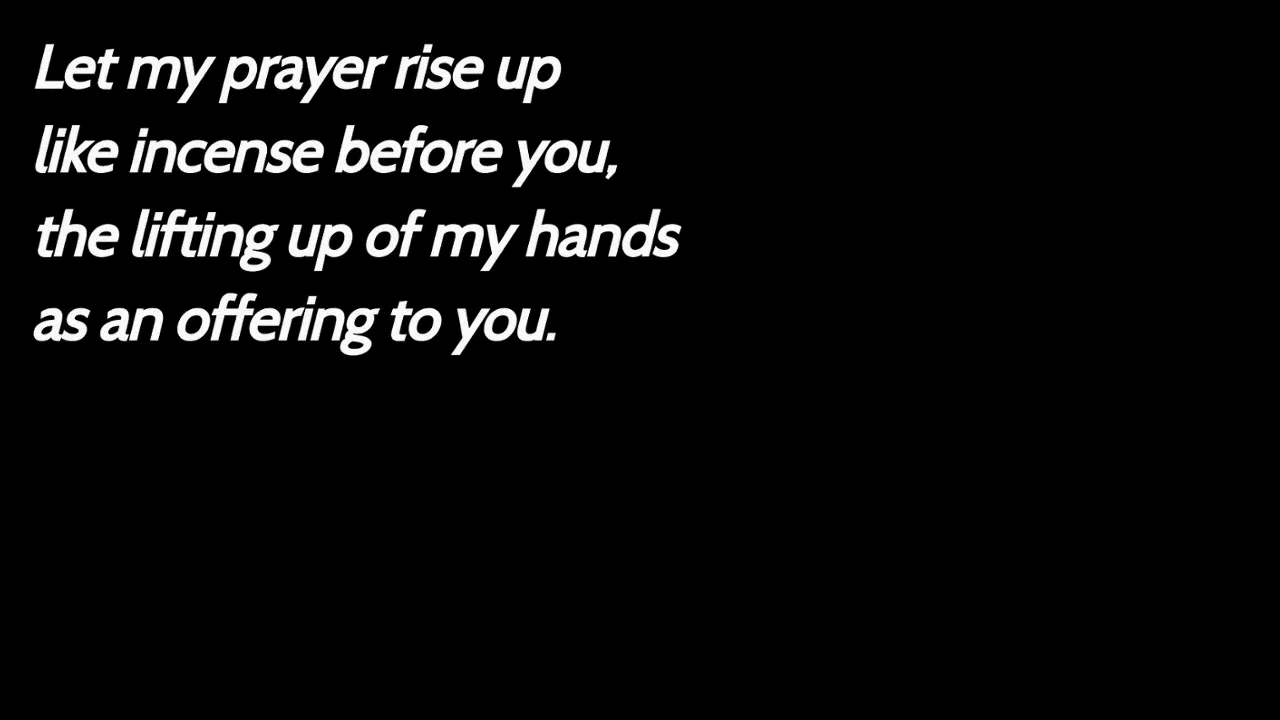 Let my prayer rise up
like incense before you,
the lifting up of my hands
as an offering to you.